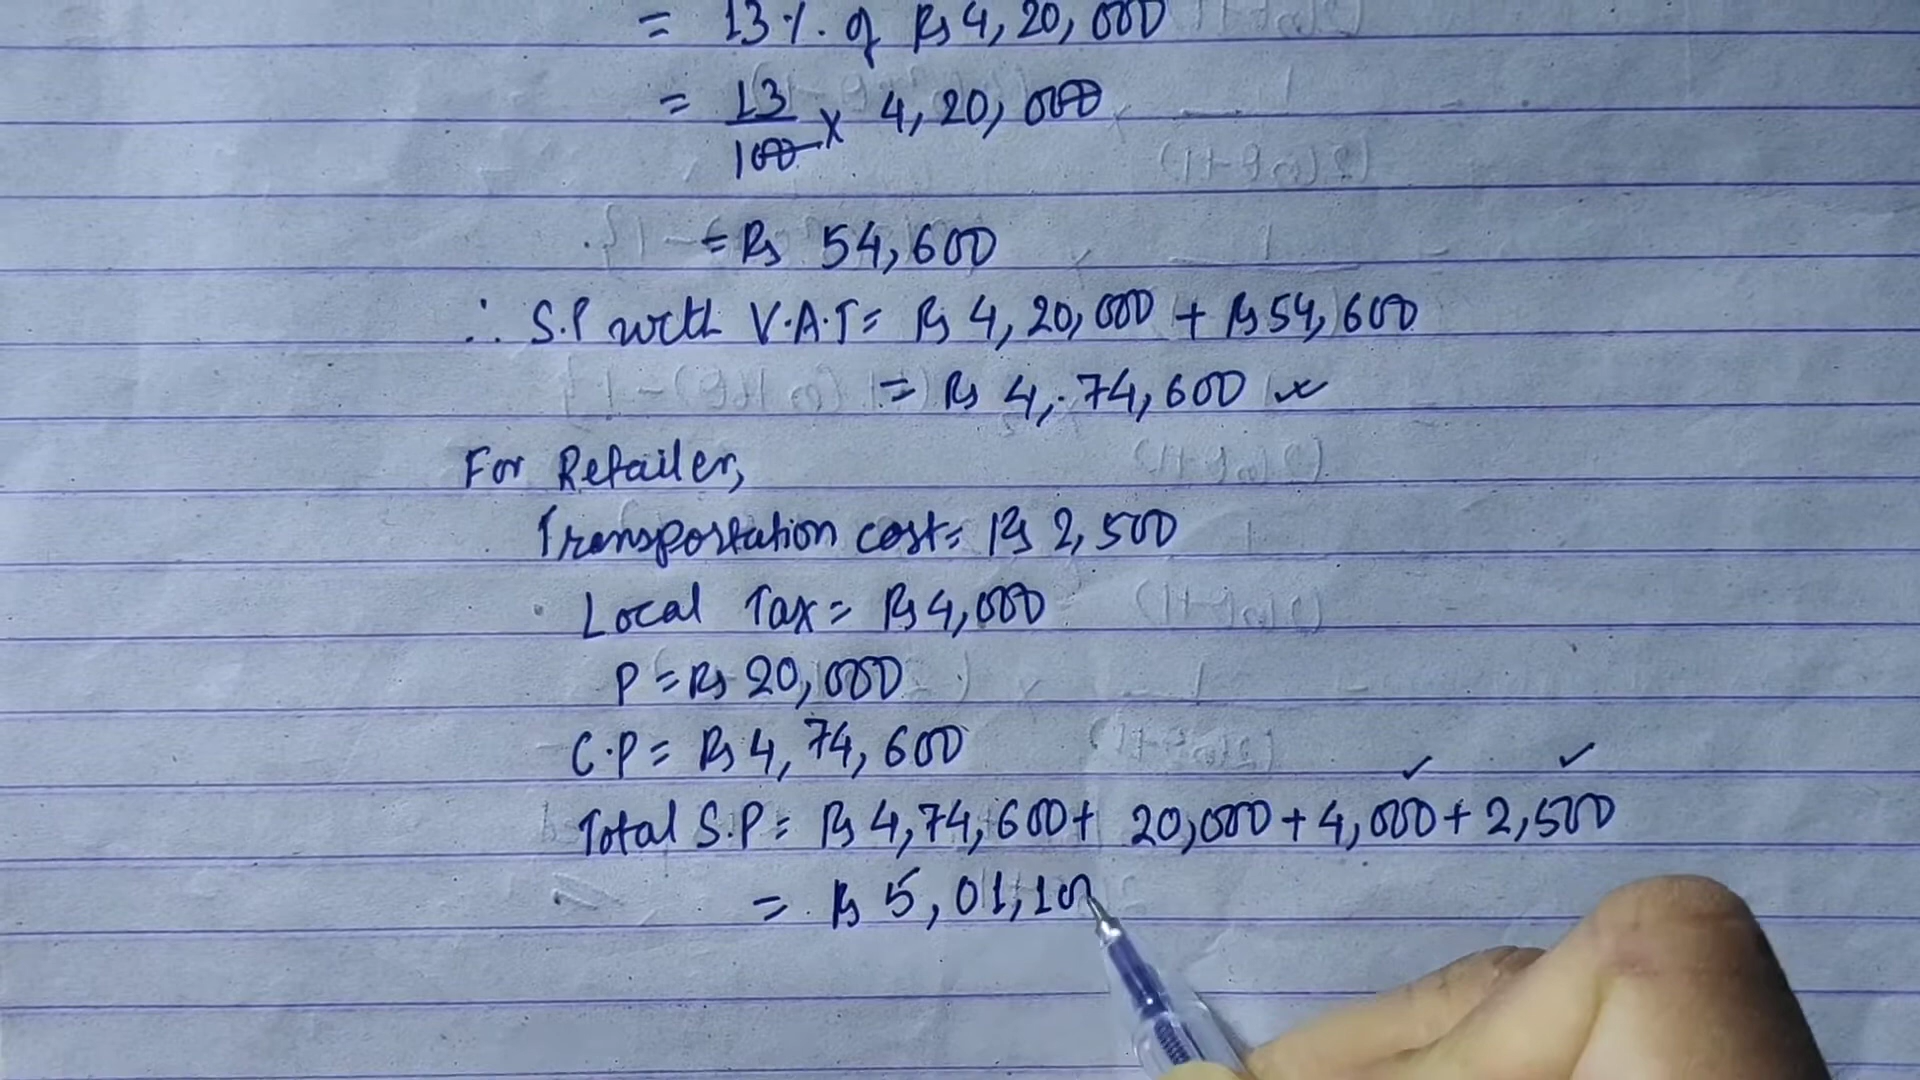 = 13%. of Rs 4,20,000
= 13/100 x 4,20,000
= Rs 54,600
∴ S.P with V.A.T = Rs 4,20,000 + Rs 54,600
= Rs 4,74,600
For Retailer,
Transportation cost = Rs 2,500
Local Tax = Rs 4,000
P = Rs 20,000
C.P = Rs 4,74,600
Total S.P = Rs 4,74,600 + 20,000 + 4,000 + 2,500
= Rs 5,01,10